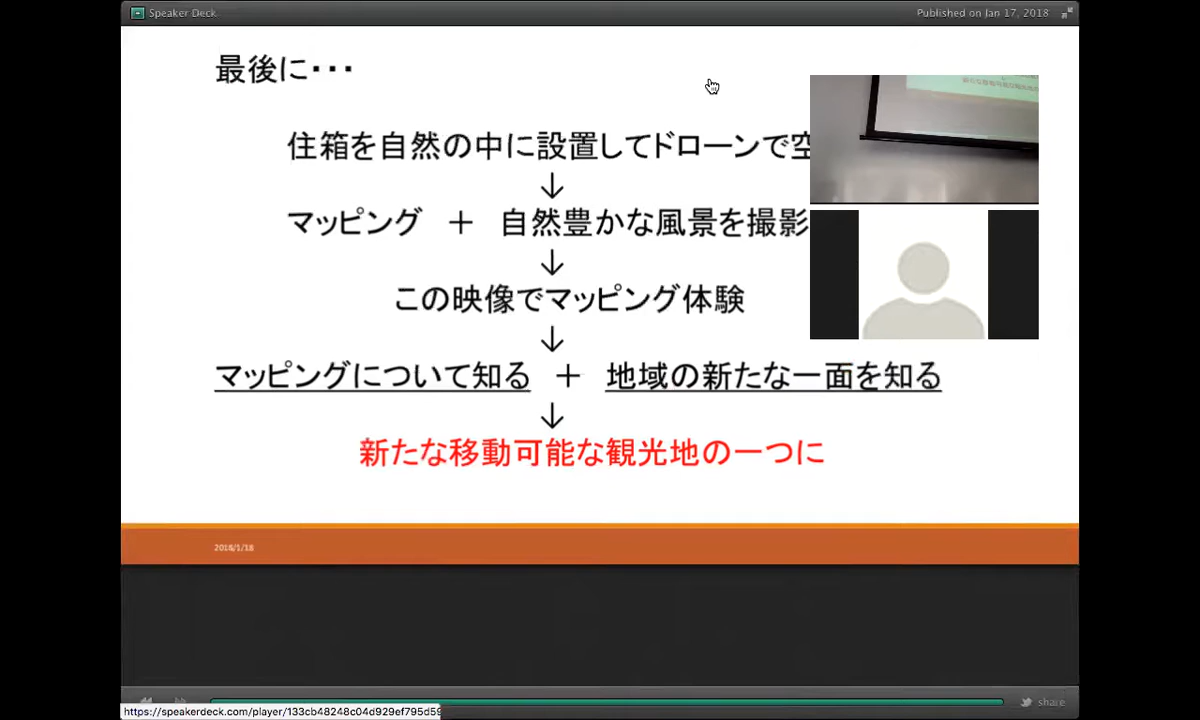 Speaker Deck
Published on Jan 17, 2018
最後に・・・
住箱を自然の中に設置してドローンで空
↓
マッピング ＋ 自然豊かな風景を撮影
↓
この映像でマッピング体験
↓
マッピングについて知る ＋ 地域の新たな一面を知る
↓
新たな移動可能な観光地の一つに
2018/1/18
share
https://speakerdeck.com/player/133cb48248c04d929ef795d59